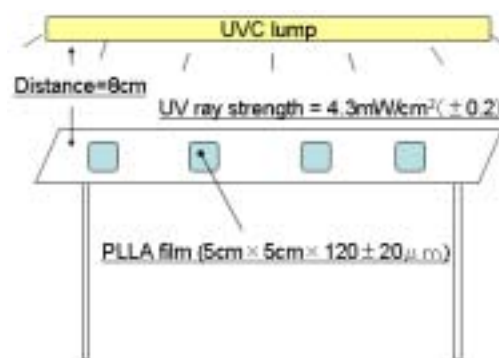 UVC lump
Distance=8cm
UV ray strength = 4.3mW/cm²(±0.2)
PLLA film (5cm×5cm×120±20μm)